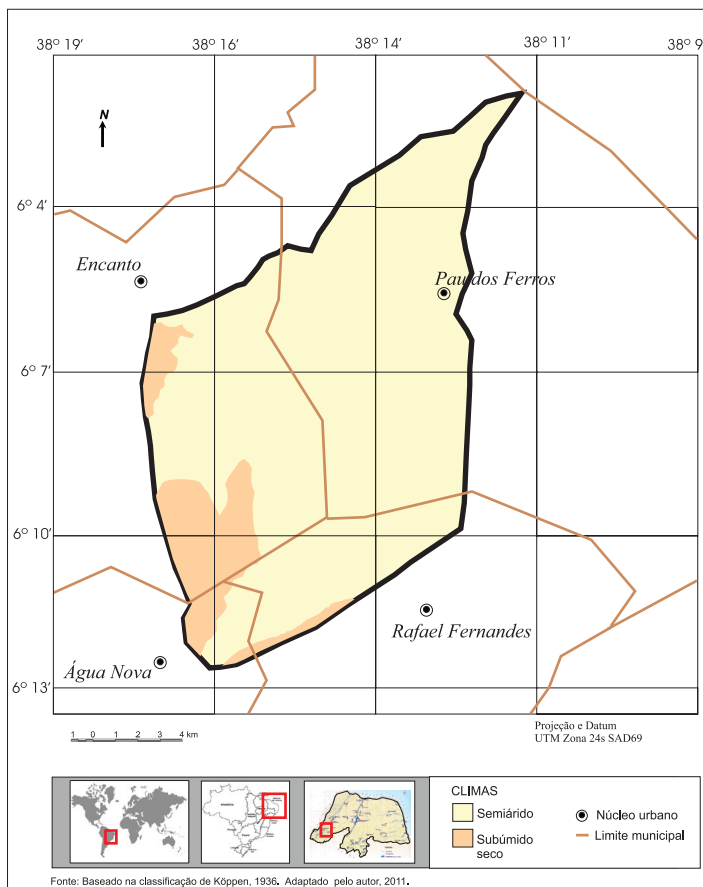 38° 19′ 38° 16′ 38° 14′ 38° 11′ 38° 9
N
6° 4′
Encanto
Pau dos Ferros
6° 7′
6° 10′
Rafael Fernandes
Água Nova
6° 13′
1 0 1 2 3 4 km
Projeção e Datum
UTM Zona 24s SAD69
CLIMAS
Semiárido
Núcleo urbano
Subúmido
seco
Limite municipal
Fonte: Baseado na classificação de Köppen, 1936. Adaptado pelo autor, 2011.